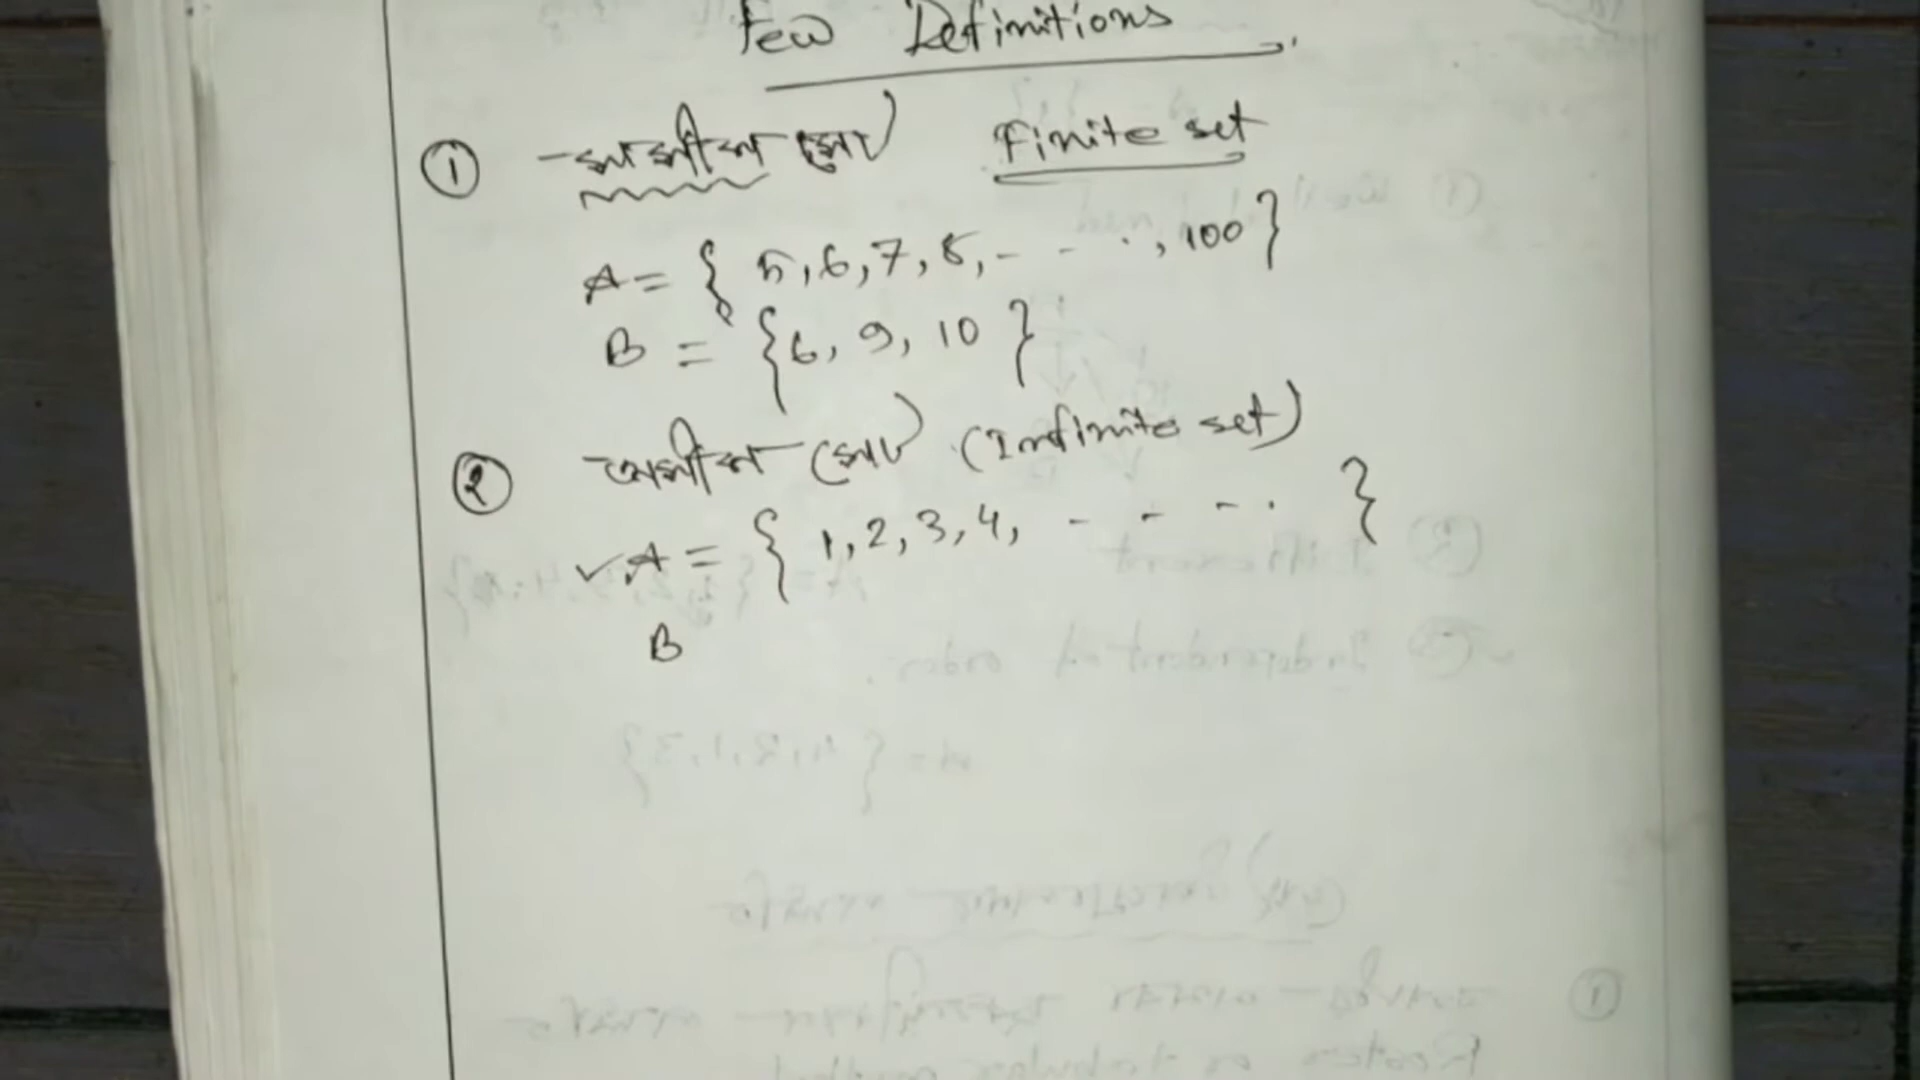 Few Definitions
① সসীম সেট Finite set
A = { 5, 6, 7, 8, - - ·, 100 }
B = { 6, 9, 10 }
② অসীম সেট (Infinite set)
✓ A = { 1, 2, 3, 4, - - - · }
B